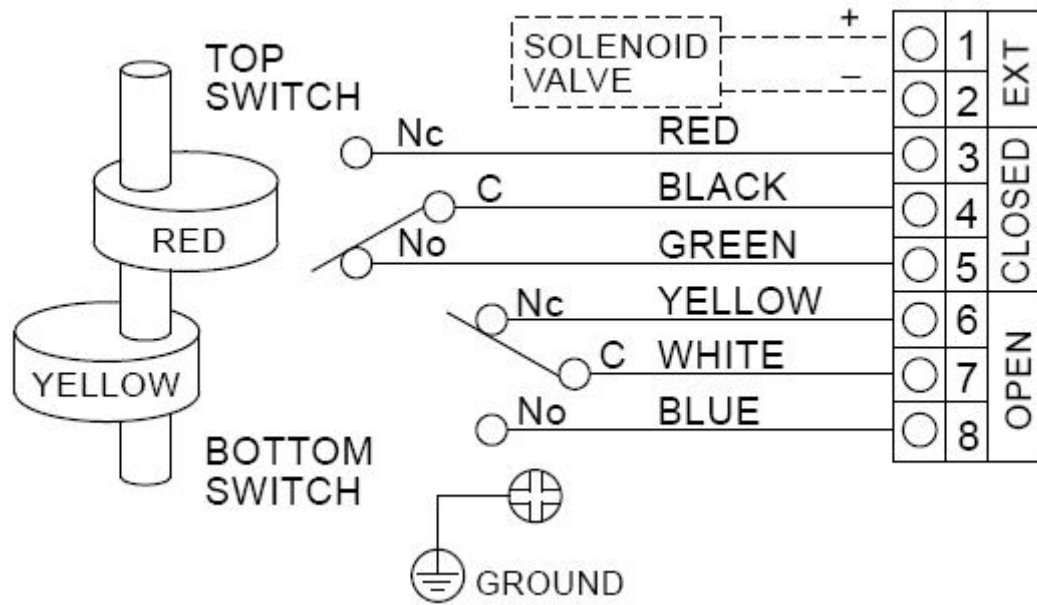 TOP
SWITCH
RED
YELLOW
BOTTOM
SWITCH
SOLENOID
VALVE
+
–
Nc RED
C BLACK
No GREEN
Nc YELLOW
C WHITE
No BLUE
GROUND
1
2
3
4
5
6
7
8
EXT
CLOSED
OPEN